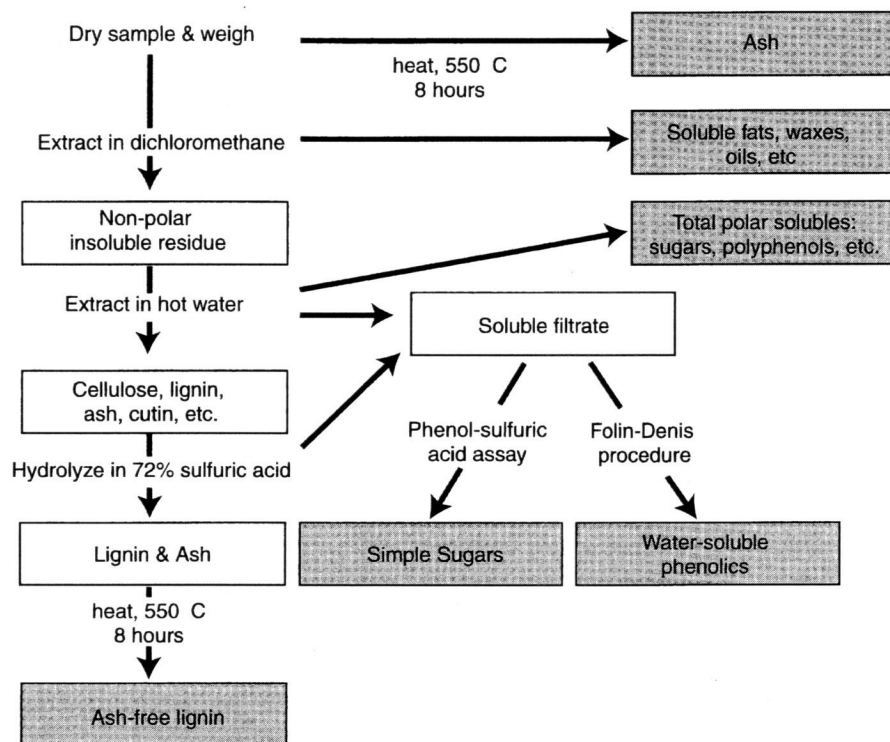 Dry sample & weigh
heat, 550 C
8 hours
Ash
Extract in dichloromethane
Soluble fats, waxes,
oils, etc
Non-polar
insoluble residue
Total polar solubles:
sugars, polyphenols, etc.
Extract in hot water
Soluble filtrate
Cellulose, lignin,
ash, cutin, etc.
Phenol-sulfuric
acid assay
Folin-Denis
procedure
Hydrolyze in 72% sulfuric acid
Lignin & Ash
Simple Sugars
Water-soluble
phenolics
heat, 550 C
8 hours
Ash-free lignin